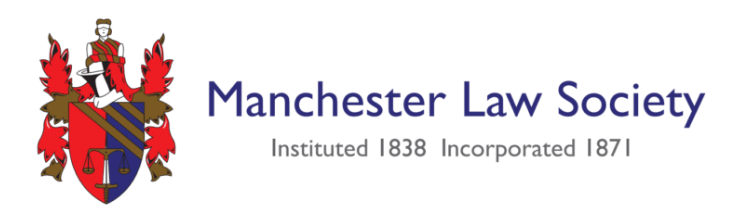 Manchester Law Society
Instituted 1838 Incorporated 1871